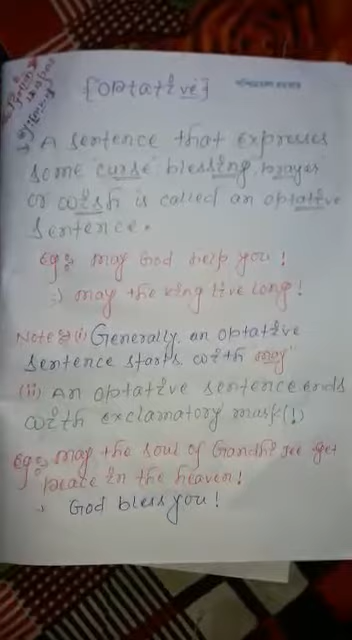 [Optative]
A sentence that expresses
some curse blessing, prayer
or wish is called an optative
sentence.
Eg: may God help you!
:) may the king live long!
Note (i) Generally, an optative
sentence starts with may
(ii) An optative sentence ends
with exclamatory mark (!)
Eg: may the soul of Gandhi jee get
peace in the heaven!
God bless you!